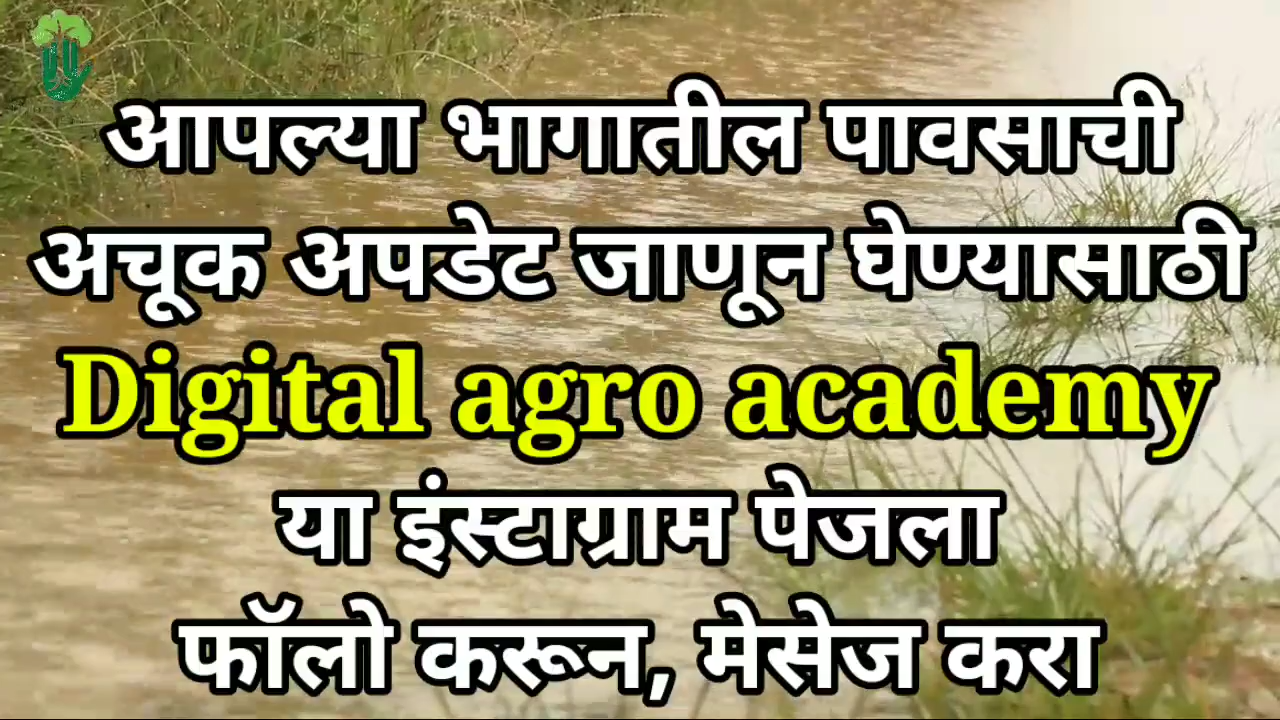 आपल्या भागातील पावसाची
अचूक अपडेट जाणून घेण्यासाठी
Digital agro academy
या इंस्टाग्राम पेजला
फॉलो करून, मेसेज करा